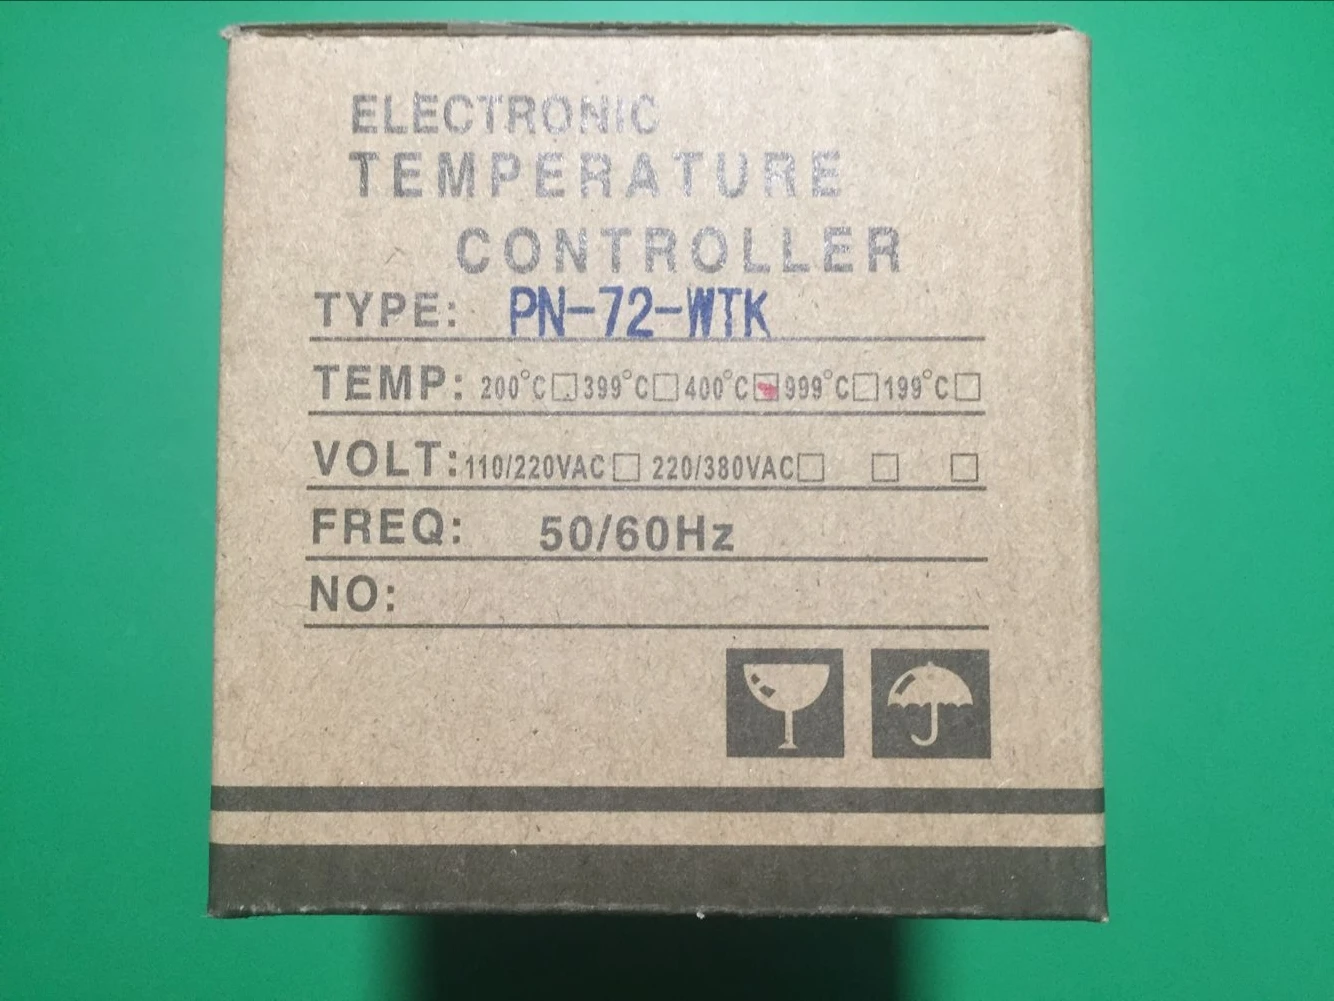 ELECTRONIC
TEMPERATURE
CONTROLLER
TYPE: PN-72-WTK
TEMP: 200°C□399°C□400°C□999°C□199°C□
VOLT:110/220VAC□ 220/380VAC□ □ □
FREQ: 50/60Hz
NO: